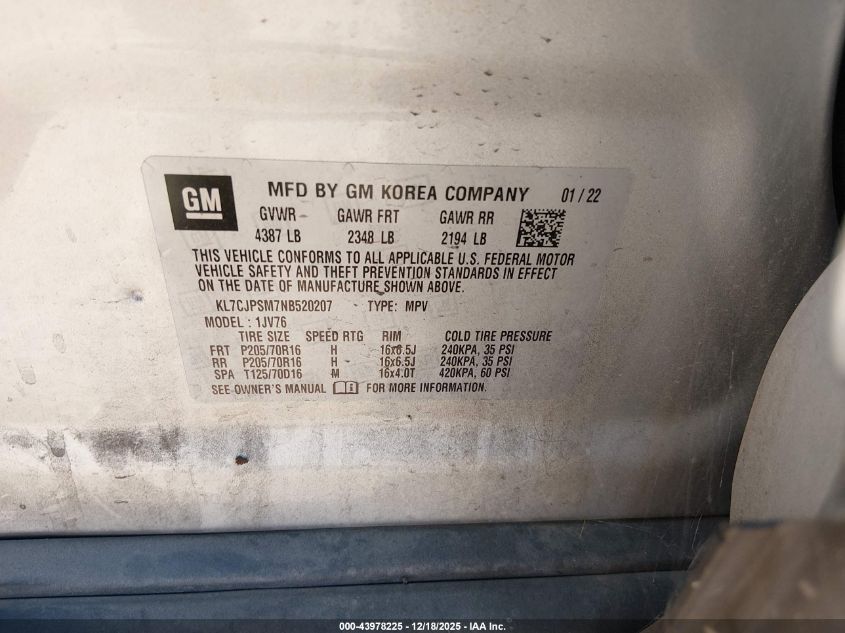 GM
MFD BY GM KOREA COMPANY 01 / 22
GVWR GAWR FRT GAWR RR
4387 LB 2348 LB 2194 LB
THIS VEHICLE CONFORMS TO ALL APPLICABLE U.S. FEDERAL MOTOR
VEHICLE SAFETY AND THEFT PREVENTION STANDARDS IN EFFECT
ON THE DATE OF MANUFACTURE SHOWN ABOVE.
KL7CJPSM7NB520207 TYPE: MPV
MODEL: 1JV76
TIRE SIZE SPEED RTG RIM COLD TIRE PRESSURE
FRT P205/70R16 H 16x6.5J 240KPA, 35 PSI
RR P205/70R16 H 16x6.5J 240KPA, 35 PSI
SPA T125/70D16 M 16x4.0T 420KPA, 60 PSI
SEE OWNER'S MANUAL FOR MORE INFORMATION.
000-43978225 - 12/18/2025 - IAA Inc.